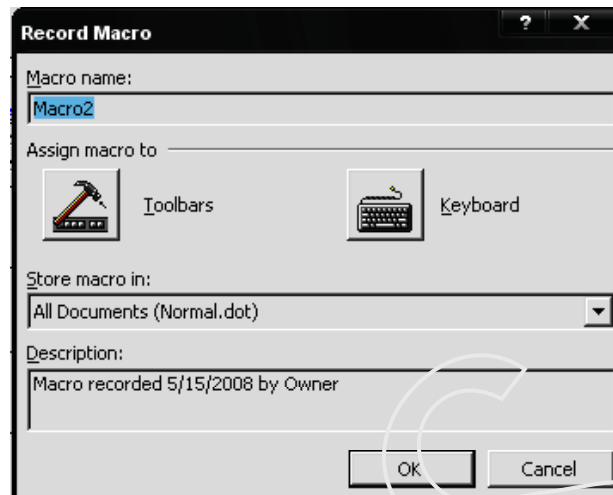 Record Macro ? X
Macro name:
Macro2
Assign macro to
Toolbars Keyboard
Store macro in:
All Documents (Normal.dot)
Description:
Macro recorded 5/15/2008 by Owner
OK Cancel